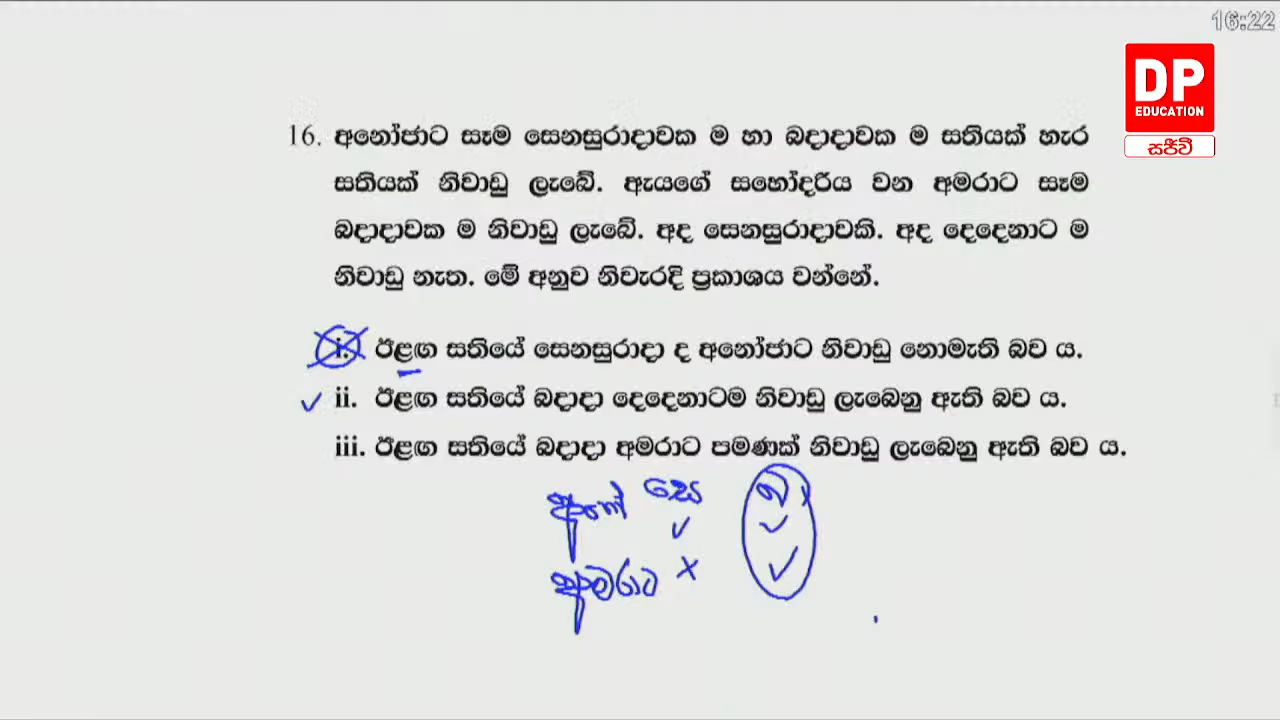 16:22
DP
EDUCATION
සජීවී
16. අනෝජාට සෑම සෙනසුරාදාවක ම හා බදාදාවක ම සතියක් හැර
සතියක් නිවාඩු ලැබේ. ඇයගේ සහෝදරිය වන අමරාට සෑම
බදාදාවක ම නිවාඩු ලැබේ. අද සෙනසුරාදාවකි. අද දෙදෙනාට ම
නිවාඩු නැත. මේ අනුව නිවැරදි ප්‍රකාශය වන්නේ.
i. ඊළඟ සතියේ සෙනසුරාදා ද අනෝජාට නිවාඩු නොමැති බව ය.
ii. ඊළඟ සතියේ බදාදා දෙදෙනාටම නිවාඩු ලැබෙනු ඇති බව ය.
iii. ඊළඟ සතියේ බදාදා අමරාට පමණක් නිවාඩු ලැබෙනු ඇති බව ය.
අනෝ සෙ බ
අමරාට